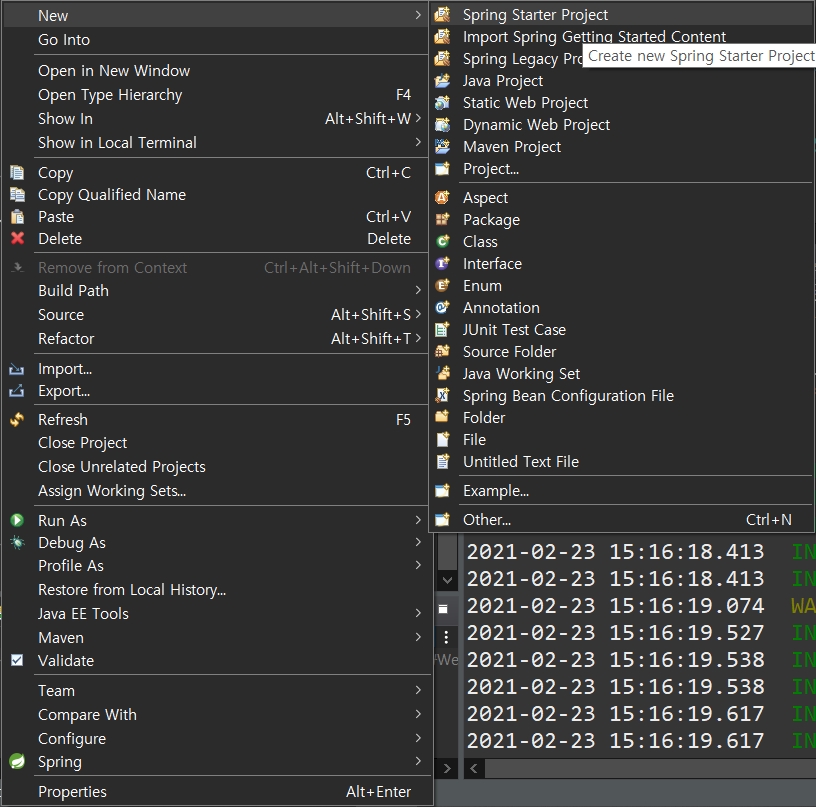 New
Go Into
Open in New Window
Open Type Hierarchy F4
Show In Alt+Shift+W
Show in Local Terminal
Copy Ctrl+C
Copy Qualified Name
Paste Ctrl+V
Delete Delete
Remove from Context Ctrl+Alt+Shift+Down
Build Path
Source Alt+Shift+S
Refactor Alt+Shift+T
Import...
Export...
Refresh F5
Close Project
Close Unrelated Projects
Assign Working Sets...
Run As
Debug As
Profile As
Restore from Local History...
Java EE Tools
Maven
Validate
Team
Compare With
Configure
Spring
Properties Alt+Enter
Spring Starter Project
Import Spring Getting Started Content
Spring Legacy Pro
Create new Spring Starter Project
Java Project
Static Web Project
Dynamic Web Project
Maven Project
Project...
Aspect
Package
Class
Interface
Enum
Annotation
JUnit Test Case
Source Folder
Java Working Set
Spring Bean Configuration File
Folder
File
Untitled Text File
Example...
Other... Ctrl+N
2021-02-23 15:16:18.413 IN
2021-02-23 15:16:18.413 IN
2021-02-23 15:16:19.074 WA
2021-02-23 15:16:19.527 IN
2021-02-23 15:16:19.538 IN
2021-02-23 15:16:19.538 IN
2021-02-23 15:16:19.617 IN
2021-02-23 15:16:19.617 IN